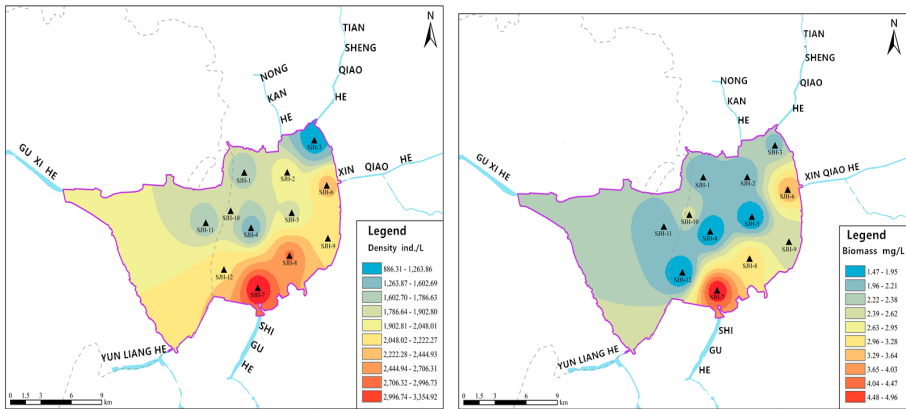 N
TIAN
SHENG
QIAO
HE
NONG
KAN
HE
GU XI HE
XIN QIAO HE
SJH-3
SJH-1
SJH-2
SJH-6
SJH-10
SJH-5
SJH-11
SJH-4
SJH-9
SJH-8
SJH-12
SJH-7
SHI
GU
HE
YUN LIANG HE
0 1.5 3 6 9
km
Legend
Density ind./L
886.31 - 1,263.86
1,263.87 - 1,602.69
1,602.70 - 1,786.63
1,786.64 - 1,902.80
1,902.81 - 2,048.01
2,048.02 - 2,222.27
2,222.28 - 2,444.93
2,444.94 - 2,706.31
2,706.32 - 2,996.73
2,996.74 - 3,354.92
N
TIAN
SHENG
QIAO
HE
NONG
KAN
HE
GU XI HE
XIN QIAO HE
SJH-3
SJH-1
SJH-2
SJH-6
SJH-10
SJH-5
SJH-11
SJH-4
SJH-9
SJH-8
SJH-12
SJH-7
SHI
GU
HE
YUN LIANG HE
0 1.5 3 6 9
km
Legend
Biomass mg/L
1.47 - 1.95
1.96 - 2.21
2.22 - 2.38
2.39 - 2.62
2.63 - 2.95
2.96 - 3.28
3.29 - 3.64
3.65 - 4.03
4.04 - 4.47
4.48 - 4.96